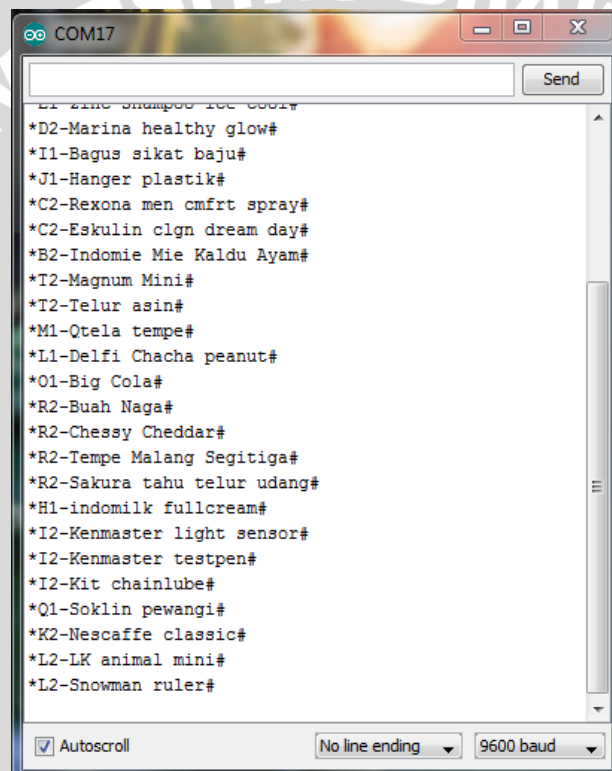 COM17
Send
*D2-Marina healthy glow#
*I1-Bagus sikat baju#
*J1-Hanger plastik#
*C2-Rexona men cmfrt spray#
*C2-Eskulin clgn dream day#
*B2-Indomie Mie Kaldu Ayam#
*T2-Magnum Mini#
*T2-Telur asin#
*M1-Qtela tempe#
*L1-Delfi Chacha peanut#
*O1-Big Cola#
*R2-Buah Naga#
*R2-Chessy Cheddar#
*R2-Tempe Malang Segitiga#
*R2-Sakura tahu telur udang#
*H1-indomilk fullcream#
*I2-Kenmaster light sensor#
*I2-Kenmaster testpen#
*I2-Kit chainlube#
*Q1-Soklin pewangi#
*K2-Nescaffe classic#
*L2-LK animal mini#
*L2-Snowman ruler#
Autoscroll
No line ending
9600 baud